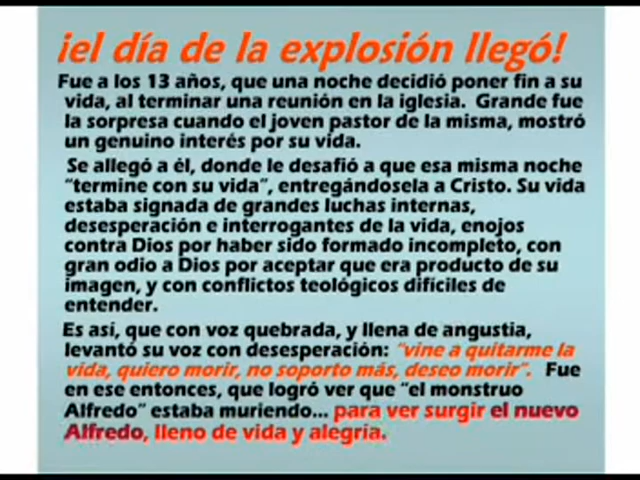 ¡el día de la explosión llegó!
Fue a los 13 años, que una noche decidió poner fin a su
vida, al terminar una reunión en la iglesia. Grande fue
la sorpresa cuando el joven pastor de la misma, mostró
un genuino interés por su vida.
Se allegó a él, donde le desafió a que esa misma noche
"termine con su vida", entregándosela a Cristo. Su vida
estaba signada de grandes luchas internas,
desesperación e interrogantes de la vida, enojos
contra Dios por haber sido formado incompleto, con
gran odio a Dios por aceptar que era producto de su
imagen, y con conflictos teológicos difíciles de
entender.
Es así, que con voz quebrada, y llena de angustia,
levantó su voz con desesperación: "vine a quitarme la
vida, quiero morir, no soporto más, deseo morir". Fue
en ese entonces, que logró ver que "el monstruo
Alfredo" estaba muriendo... para ver surgir el nuevo
Alfredo, lleno de vida y alegria.